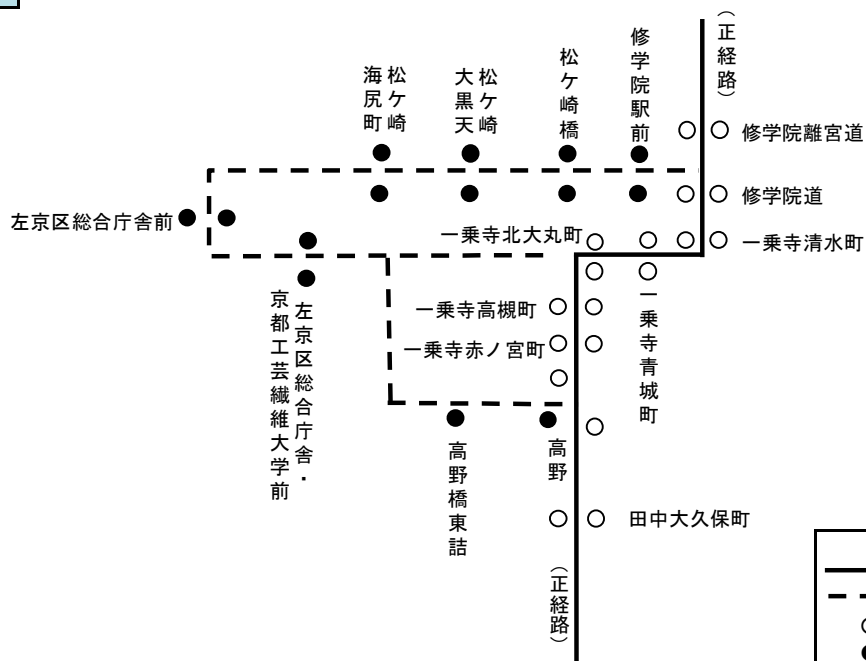 （正経路）
修学院駅前
松ケ崎橋
松ケ崎
大黒天
松ケ崎
海尻町
修学院離宮道
修学院道
左京区総合庁舎前
一乗寺北大丸町
一乗寺清水町
一乗寺高槻町
一乗寺赤ノ宮町
一乗寺青城町
左京区総合庁舎・
京都工芸繊維大学前
高野
高野橋東詰
田中大久保町
（正経路）